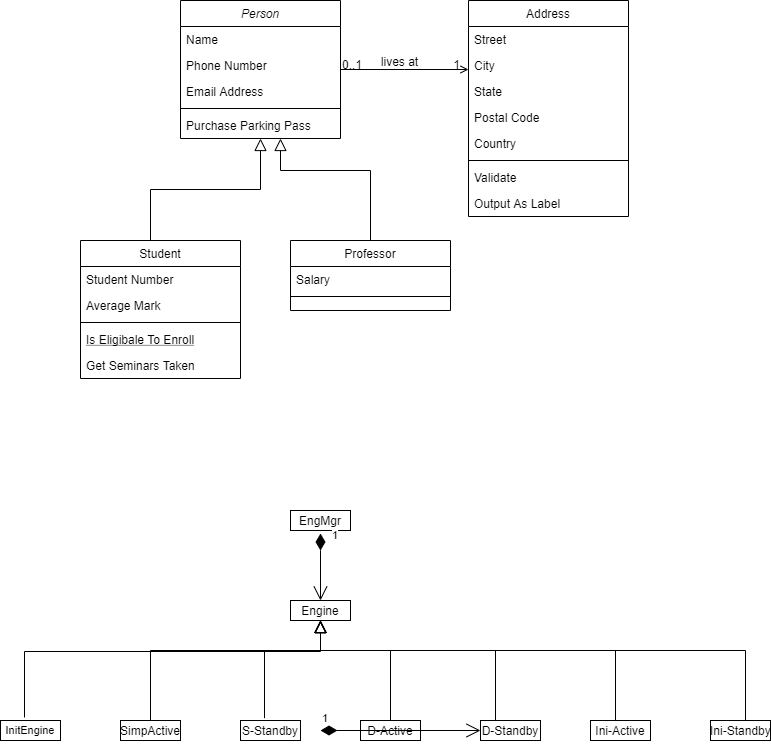 Person
Name
Phone Number
Email Address
Purchase Parking Pass
0..1
lives at
1
Address
Street
City
State
Postal Code
Country
Validate
Output As Label
Student
Student Number
Average Mark
Is Eligibale To Enroll
Get Seminars Taken
Professor
Salary
EngMgr
1
Engine
InitEngine
SimpActive
S-Standby
1
D-Active
D-Standby
Ini-Active
Ini-Standby